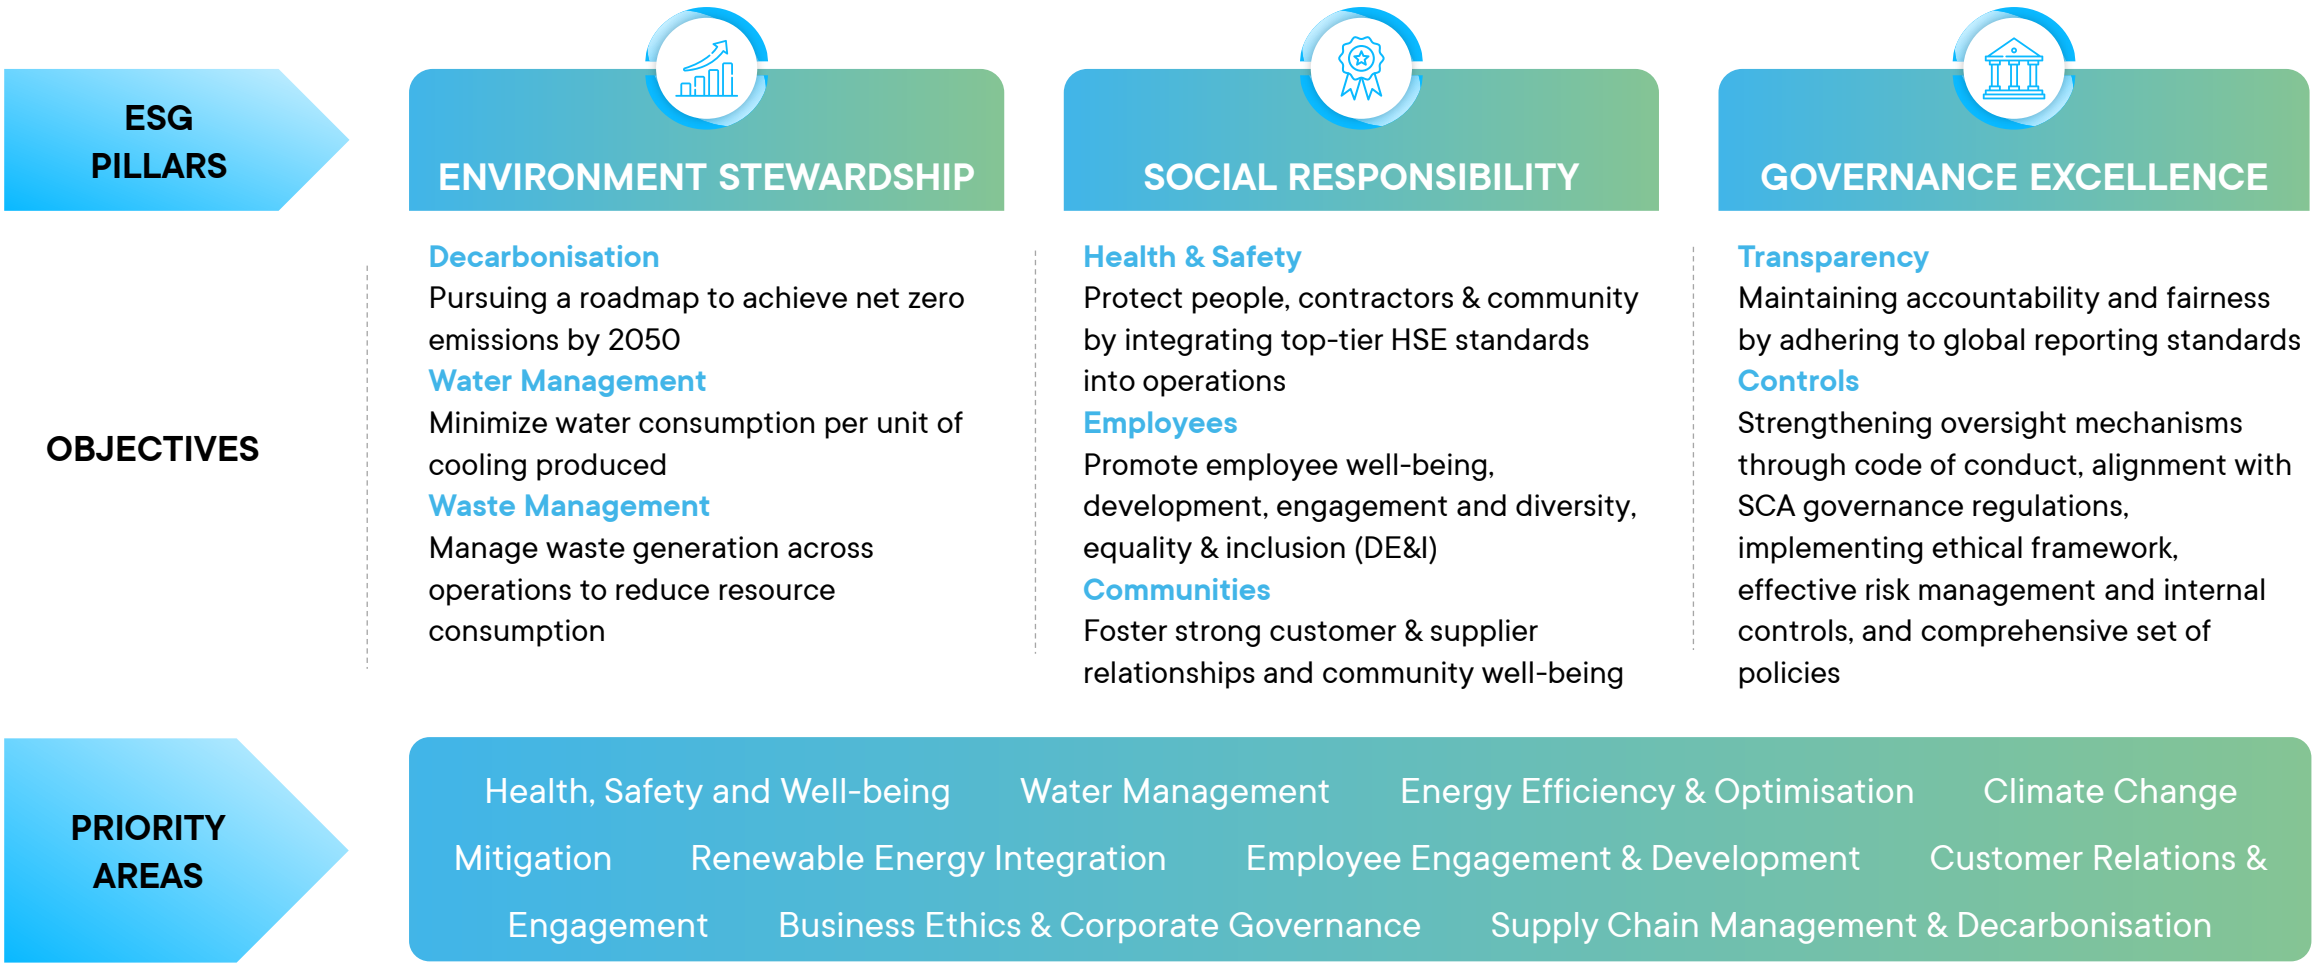 ESG
PILLARS
ENVIRONMENT STEWARDSHIP
SOCIAL RESPONSIBILITY
GOVERNANCE EXCELLENCE
OBJECTIVES
Decarbonisation
Pursuing a roadmap to achieve net zero
emissions by 2050
Water Management
Minimize water consumption per unit of
cooling produced
Waste Management
Manage waste generation across
operations to reduce resource
consumption
Health & Safety
Protect people, contractors & community
by integrating top-tier HSE standards
into operations
Employees
Promote employee well-being,
development, engagement and diversity,
equality & inclusion (DE&I)
Communities
Foster strong customer & supplier
relationships and community well-being
Transparency
Maintaining accountability and fairness
by adhering to global reporting standards
Controls
Strengthening oversight mechanisms
through code of conduct, alignment with
SCA governance regulations,
implementing ethical framework,
effective risk management and internal
controls, and comprehensive set of
policies
PRIORITY
AREAS
Health, Safety and Well-being Water Management Energy Efficiency & Optimisation Climate Change
Mitigation Renewable Energy Integration Employee Engagement & Development Customer Relations &
Engagement Business Ethics & Corporate Governance Supply Chain Management & Decarbonisation